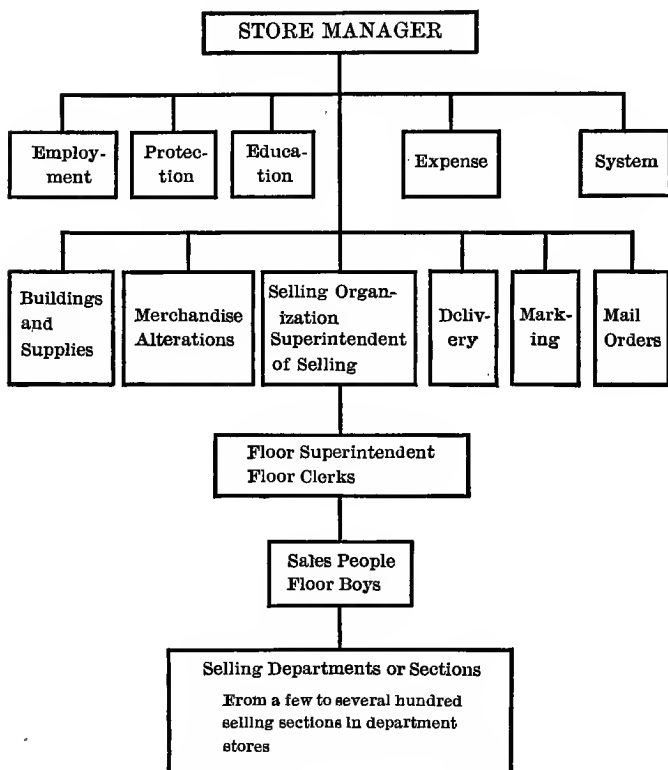 STORE MANAGER
Employ-
ment
Protec-
tion
Educa-
tion
Expense
System
Buildings
and
Supplies
Merchandise
Alterations
Selling Organ-
ization
Superintendent
of Selling
Deliv-
ery
Mark-
ing
Mail
Orders
Floor Superintendent
Floor Clerks
Sales People
Floor Boys
Selling Departments or Sections
From a few to several hundred
selling sections in department
stores